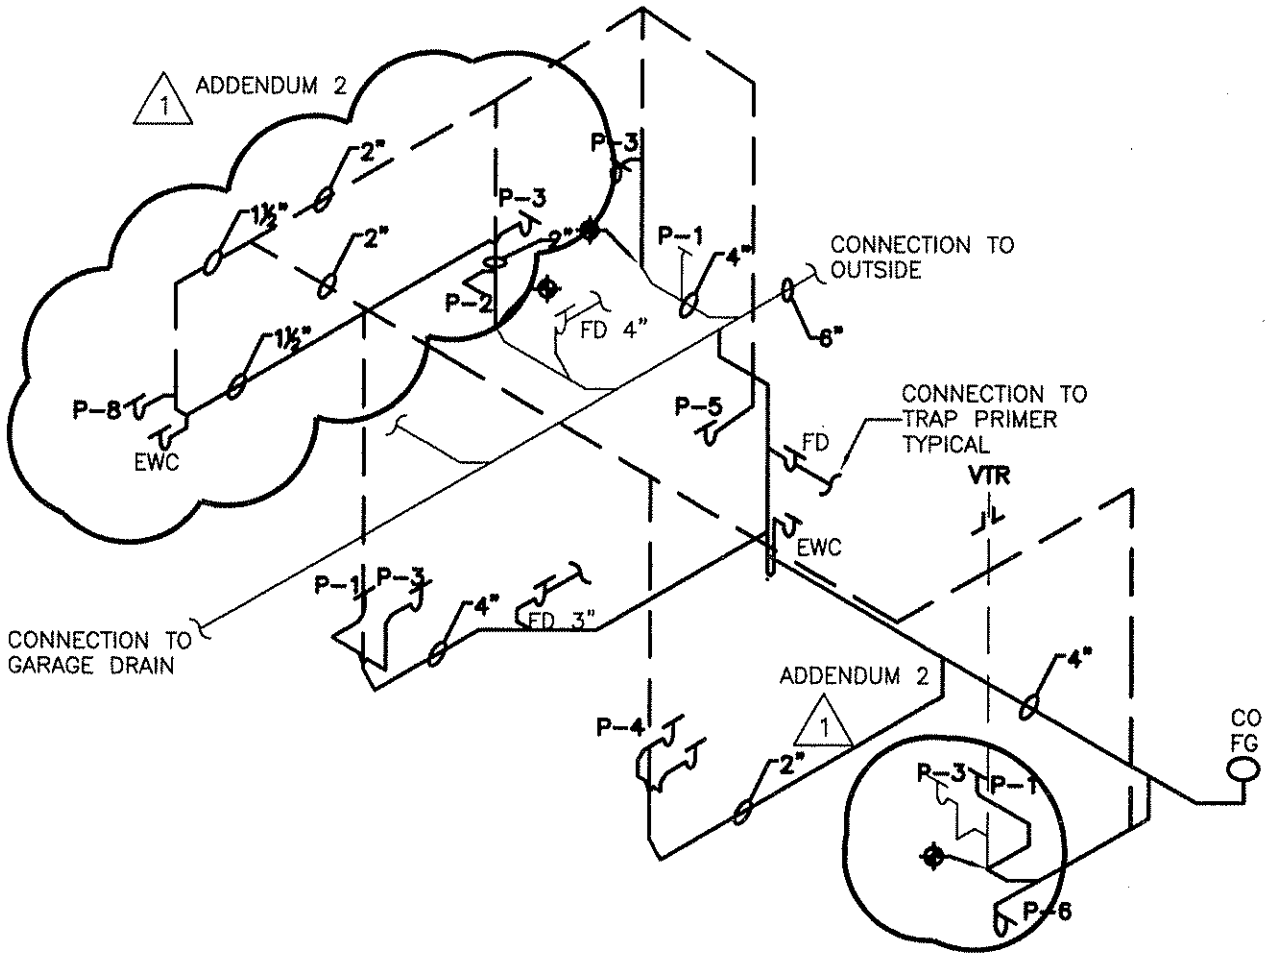 ADDENDUM 2
1
2"
P-3
1½"
P-3
2"
2"
P-1
4"
CONNECTION TO
OUTSIDE
P-2
FD 4"
6"
1½"
P-8
EWC
P-5
FD
CONNECTION TO
TRAP PRIMER
TYPICAL
VTR
EWC
P-1
P-3
4"
FD 3"
CONNECTION TO
GARAGE DRAIN
4"
ADDENDUM 2
1
P-4
2"
CO
FG
P-3
P-1
P-6